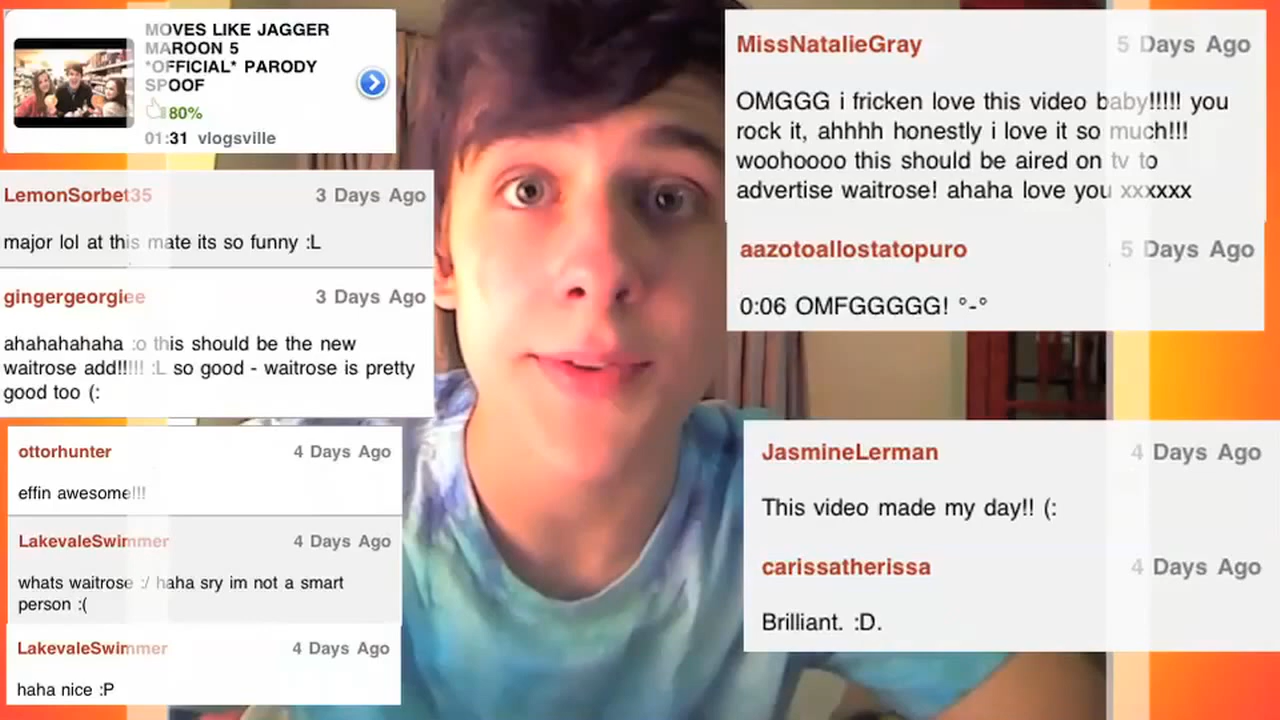 MOVES LIKE JAGGER
MAROON 5
*OFFICIAL* PARODY
SPOOF
80%
01:31 vlogsville
LemonSorbet35 3 Days Ago
major lol at this mate its so funny :L
gingergeorgiee 3 Days Ago
ahahahahaha :o this should be the new
waitrose add!!!!! :L so good - waitrose is pretty
good too (:
ottorhunter 4 Days Ago
effin awesome!!!
LakevaleSwimmer 4 Days Ago
whats waitrose :/ haha sry im not a smart
person :(
LakevaleSwimmer 4 Days Ago
haha nice :P
MissNatalieGray 5 Days Ago
OMGGG i fricken love this video baby!!!!! you
rock it, ahhhh honestly i love it so much!!!
woohoooo this should be aired on tv to
advertise waitrose! ahaha love you xxxxxx
aazotoallostatopuro 5 Days Ago
0:06 OMFGGGGG! °-°
JasmineLerman 4 Days Ago
This video made my day!! (:
carissatherissa 4 Days Ago
Brilliant. :D.